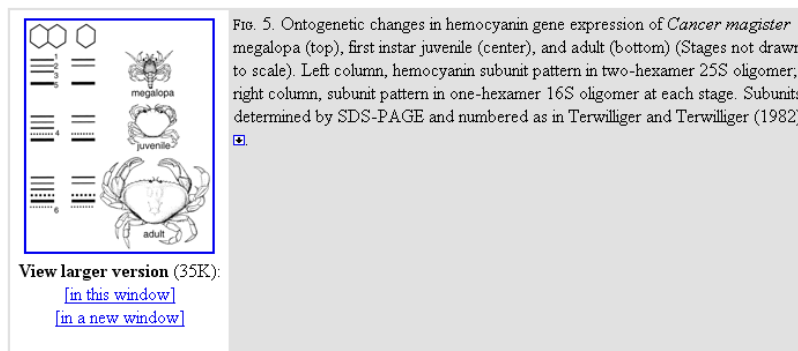 1
2
3
5
megalopa
4
juvenile
6
adult
View larger version (35K):
[in this window]
[in a new window]
FIG. 5. Ontogenetic changes in hemocyanin gene expression of Cancer magister
megalopa (top), first instar juvenile (center), and adult (bottom) (Stages not drawn
to scale). Left column, hemocyanin subunit pattern in two-hexamer 25S oligomer;
right column, subunit pattern in one-hexamer 16S oligomer at each stage. Subunits
determined by SDS-PAGE and numbered as in Terwilliger and Terwilliger (1982)
.